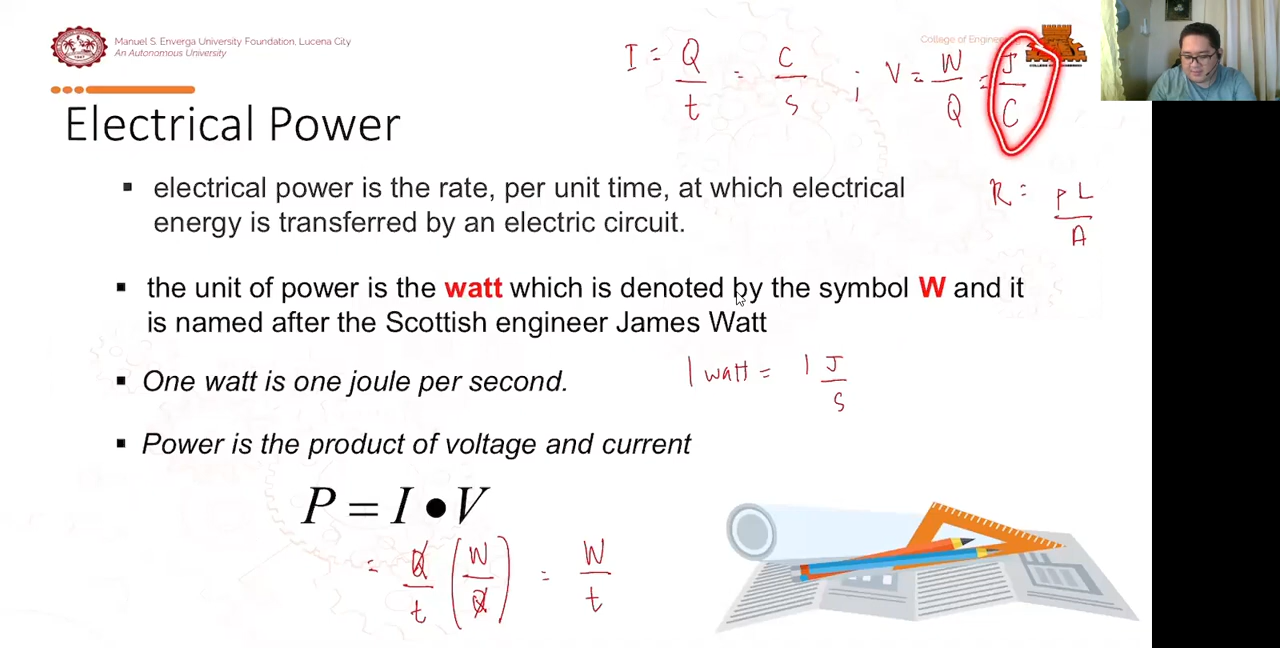 Manuel S. Enverga University Foundation, Lucena City
An Autonomous University
College of Engine
I = Q/t = C/s ; V = W/Q = J/C
Electrical Power
▪ electrical power is the rate, per unit time, at which electrical
energy is transferred by an electric circuit.
R = ρL/A
▪ the unit of power is the watt which is denoted by the symbol W and it
is named after the Scottish engineer James Watt
▪ One watt is one joule per second.
1 watt = 1 J/s
▪ Power is the product of voltage and current
P = I • V
= Q/t (W/Q) = W/t